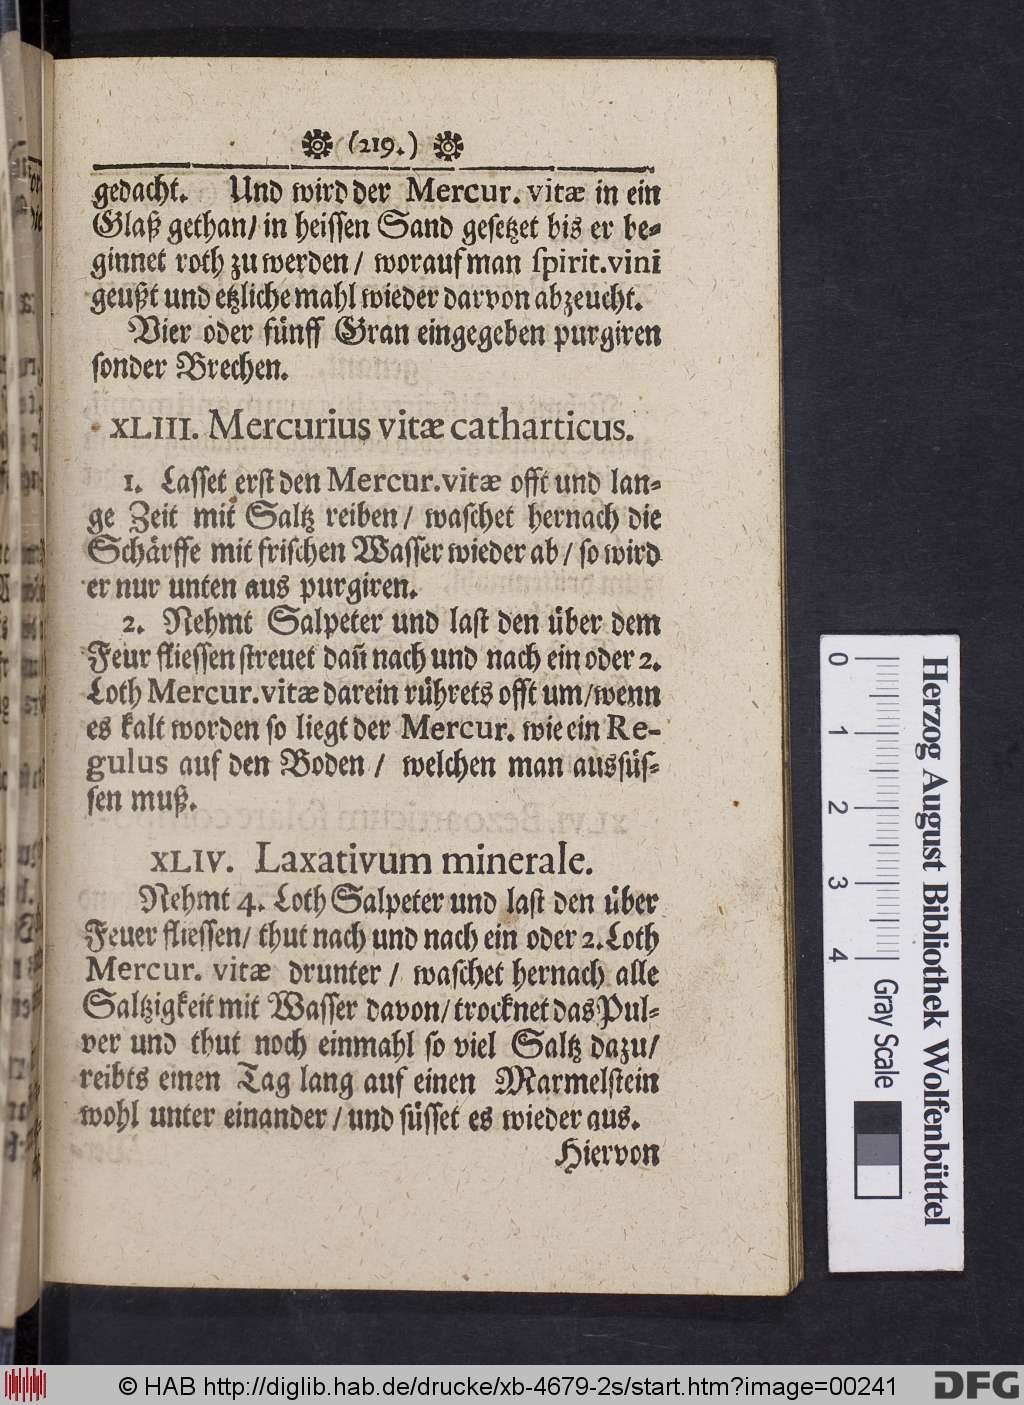 (219.)
gedacht. Und wird der Mercur. vitæ in ein
Glaß gethan/ in heissen Sand gesetzet bis er be-
ginnet roth zu werden/ worauf man spirit. vini
geußt und etzliche mahl wieder darvon abzeucht.
Vier oder fünff Gran eingegeben purgiren
sonder Brechen.
XLIII. Mercurius vitæ catharticus.
1. Lasset erst den Mercur. vitæ offt und lan-
ge Zeit mit Saltz reiben/ waschet hernach die
Schärffe mit frischen Wasser wieder ab/ so wird
er nur unten aus purgiren.
2. Nehmt Salpeter und last den über dem
Feur fliessen streuet dañ nach und nach ein oder 2.
Loth Mercur. vitæ darein rührets offt um/ wenn
es kalt worden so liegt der Mercur. wie ein Re-
gulus auf den Boden/ welchen man aussüs-
sen muß.
XLIV. Laxativum minerale.
Nehmt 4. Loth Salpeter und last den über
Feuer fliessen/ thut nach und nach ein oder 2. Loth
Mercur. vitæ drunter/ waschet hernach alle
Saltzigkeit mit Wasser davon/ trocknet das Pul-
ver und thut noch einmahl so viel Saltz dazu/
reibts einen Tag lang auf einen Marmelstein
wohl unter einander/ und süsset es wieder aus.
Hiervon
0 1 2 3 4
Gray Scale
Herzog August Bibliothek Wolfenbüttel
© HAB http://diglib.hab.de/drucke/xb-4679-2s/start.htm?image=00241
DFG